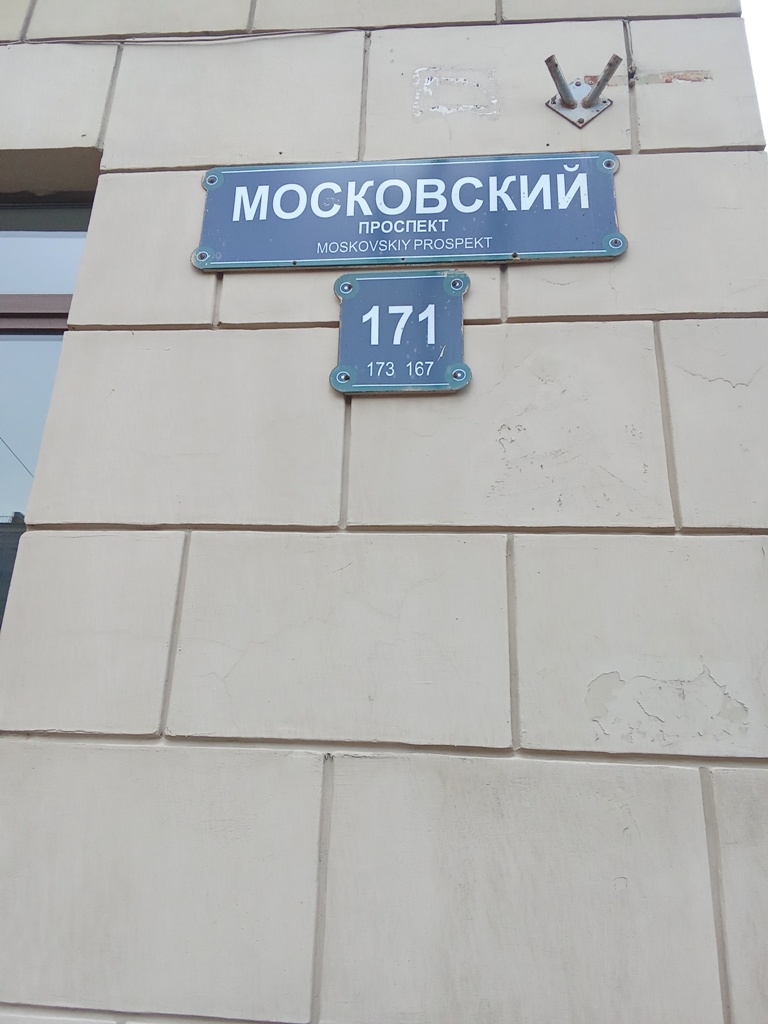 МОСКОВСКИЙ
ПРОСПЕКТ
MOSKOVSKIY PROSPEKT
171
173 167